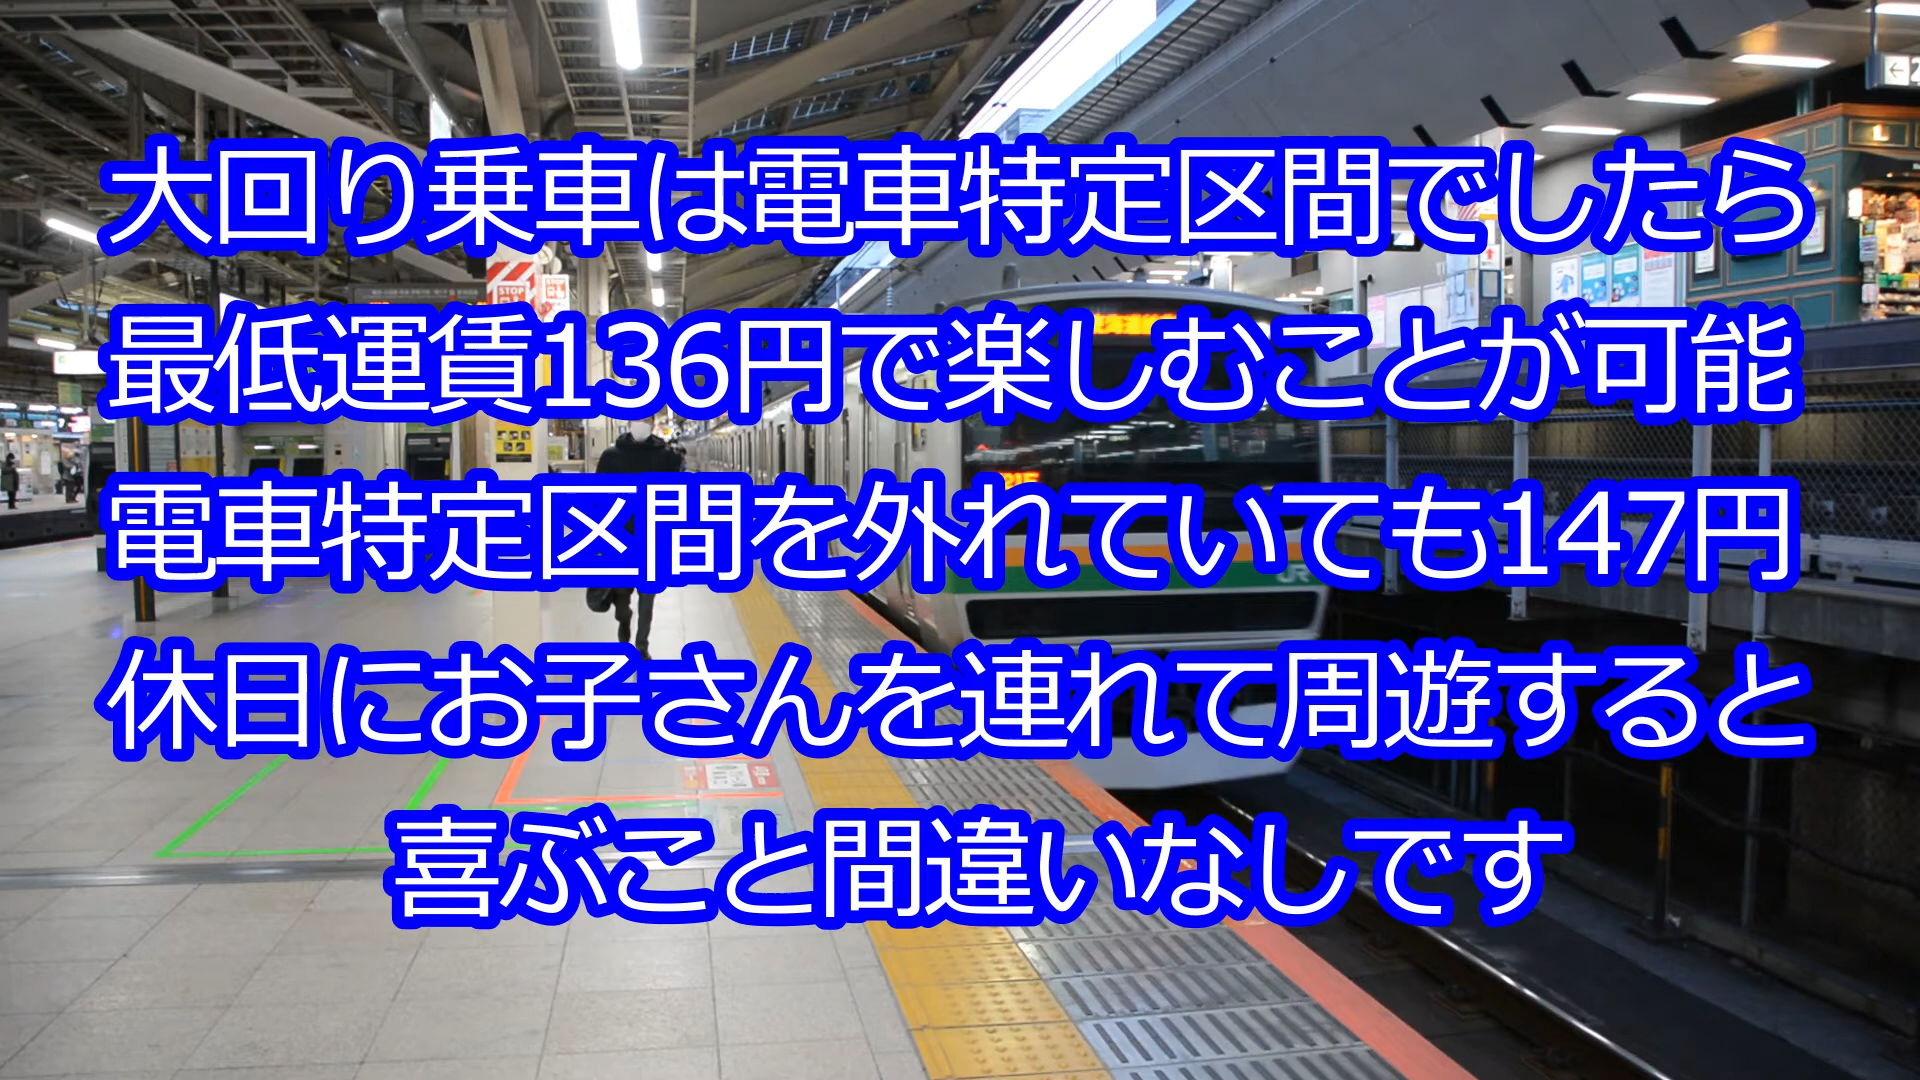 大回り乗車は電車特定区間でしたら
最低運賃136円で楽しむことが可能
電車特定区間を外れていても147円
休日にお子さんを連れて周遊すると
喜ぶこと間違いなしです
STOP
JR